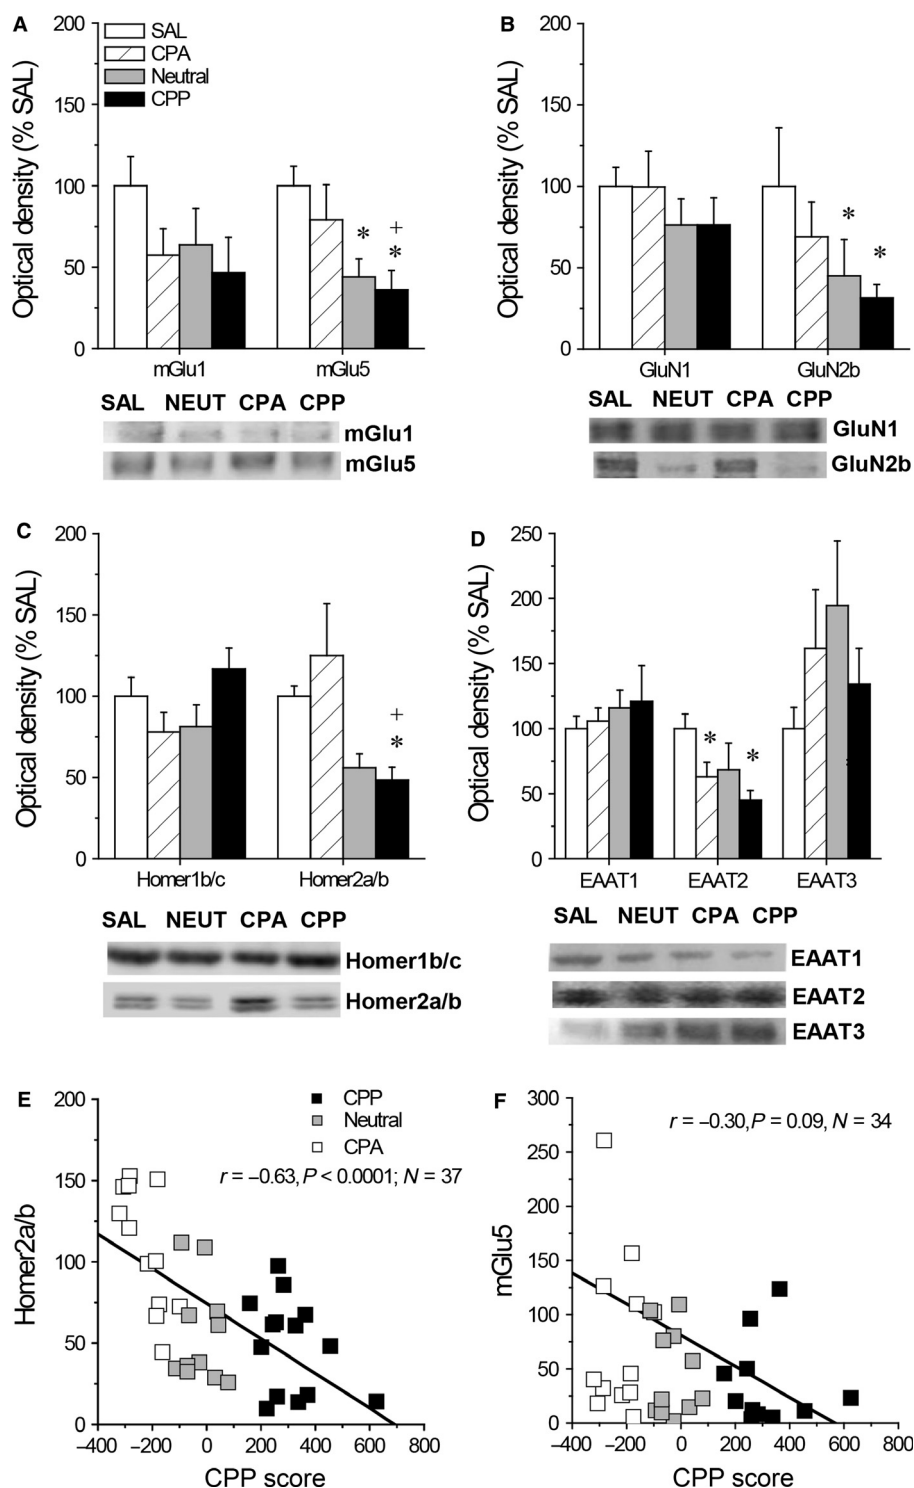 A
Optical density (% SAL)
200
150
100
50
0
SAL
CPA
Neutral
CPP
*
+
*
mGlu1 mGlu5
SAL NEUT CPA CPP
mGlu1
mGlu5
B
Optical density (% SAL)
200
150
100
50
0
*
*
GluN1 GluN2b
SAL NEUT CPA CPP
GluN1
GluN2b
C
Optical density (% SAL)
200
150
100
50
0
+
*
Homer1b/c Homer2a/b
SAL NEUT CPA CPP
Homer1b/c
Homer2a/b
D
Optical density (% SAL)
250
200
150
100
50
0
*
*
EAAT1 EAAT2 EAAT3
SAL NEUT CPA CPP
EAAT1
EAAT2
EAAT3
E
Homer2a/b
200
150
100
50
0
CPP
Neutral
CPA
r = −0.63, P < 0.0001; N = 37
−400 −200 0 200 400 600 800
CPP score
F
mGlu5
300
250
200
150
100
50
0
r = −0.30, P = 0.09, N = 34
−400 −200 0 200 400 600 800
CPP score